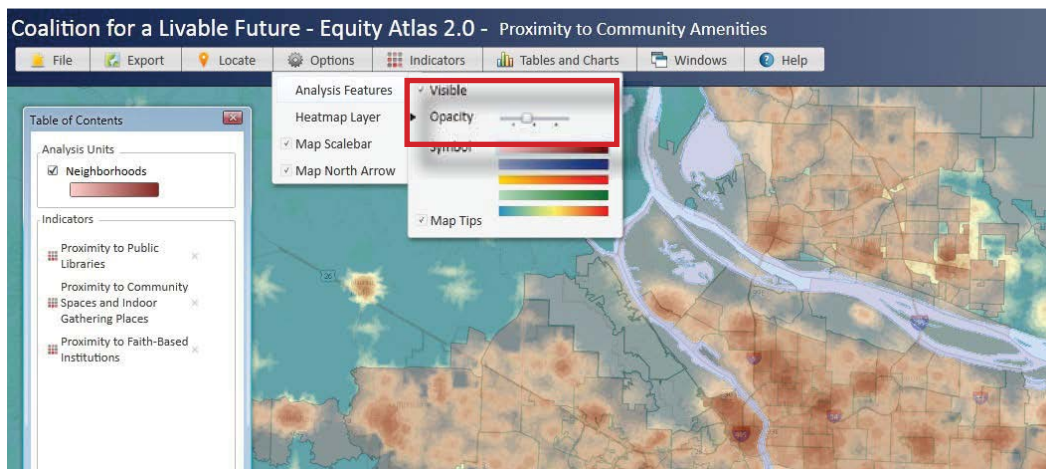 Coalition for a Livable Future - Equity Atlas 2.0 - Proximity to Community Amenities
File Export Locate Options Indicators Tables and Charts Windows Help
Analysis Features
Heatmap Layer
Map Scalebar
Map North Arrow
Visible
Opacity
Symbol
Map Tips
Table of Contents
Analysis Units
Neighborhoods
Indicators
Proximity to Public
Libraries
Proximity to Community
Spaces and Indoor
Gathering Places
Proximity to Faith-Based
Institutions
26